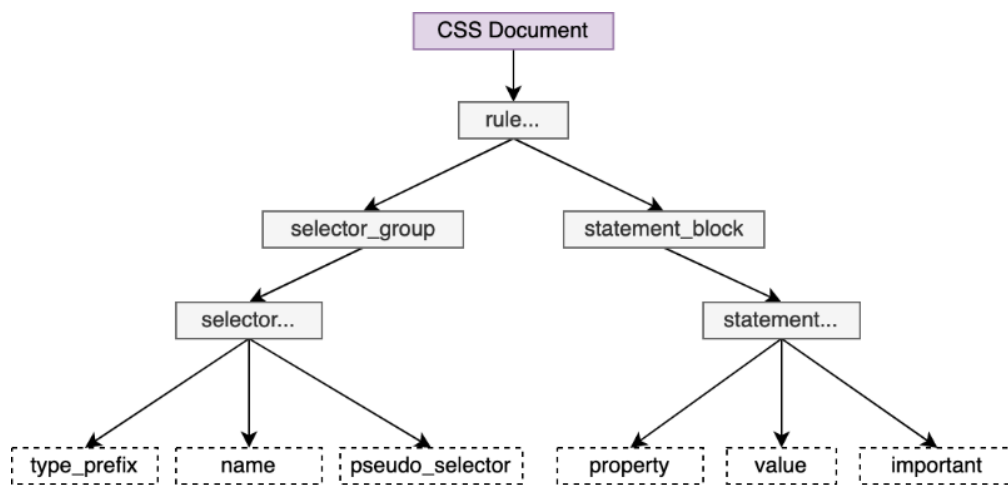 CSS Document
rule...
selector_group
statement_block
selector...
statement...
type_prefix
name
pseudo_selector
property
value
important